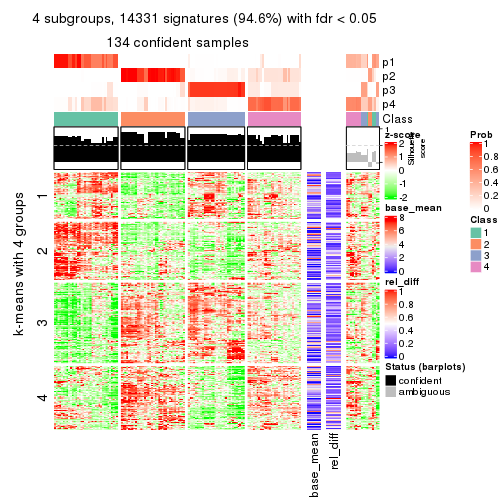 4 subgroups, 14331 signatures (94.6%) with fdr < 0.05
134 confident samples
p1
p2
p3
p4
Class
1
Silhouette
score
k-means with 4 groups
1
2
3
4
base_mean
rel_diff
z-score
2
1
0
-1
-2
base_mean
8
6
4
2
0
rel_diff
1
0.8
0.6
0.4
0.2
0
Status (barplots)
confident
ambiguous
Prob
1
0.8
0.6
0.4
0.2
0
Class
1
2
3
4